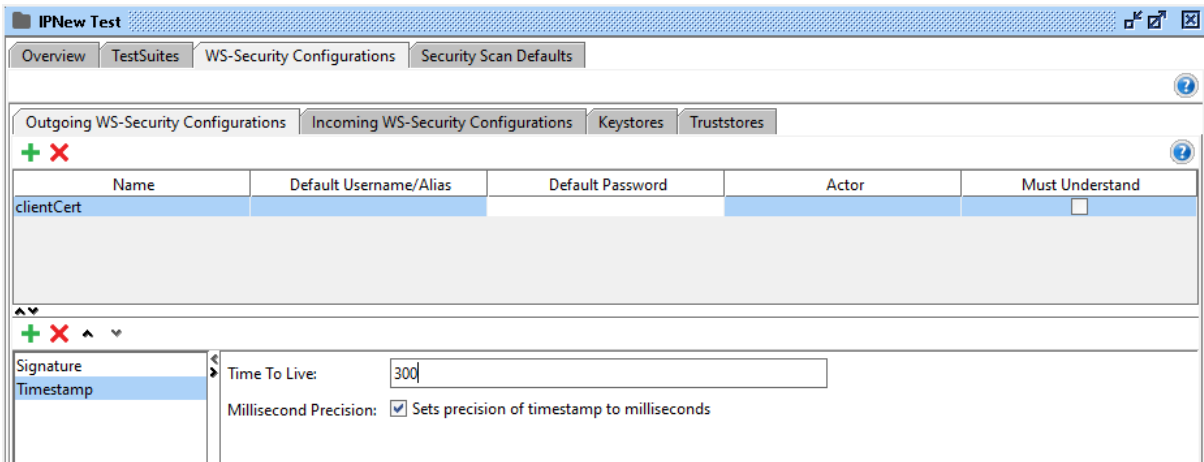 IPNew Test
Overview TestSuites WS-Security Configurations Security Scan Defaults
Outgoing WS-Security Configurations Incoming WS-Security Configurations Keystores Truststores
Name Default Username/Alias Default Password Actor Must Understand
clientCert
Signature
Timestamp
Time To Live: 300
Millisecond Precision: Sets precision of timestamp to milliseconds